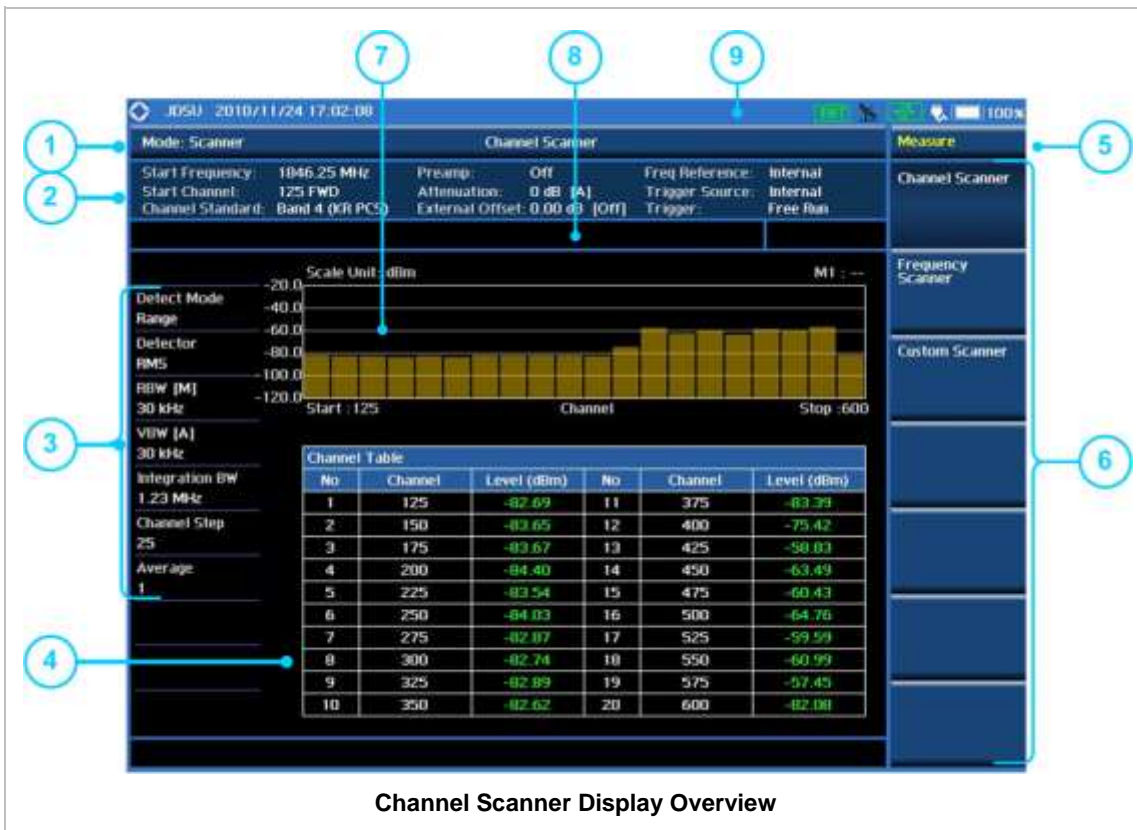 7 8 9
JDSU 2010/11/24 17:02:08 100%
1 Mode: Scanner Channel Scanner Measure 5
2 Start Frequency: 1846.25 MHz Preamp: Off Freq Reference: Internal
Start Channel: 125 FWD Attenuation: 0 dB [A] Trigger Source: Internal
Channel Standard: Band 4 (KR PCS) External Offset: 0.00 dB [Off] Trigger: Free Run
Channel Scanner
Frequency
Scanner
Custom Scanner
6
Scale Unit: dBm M1 : --
-20.0
-40.0
-60.0
-80.0
-100.0
-120.0
Start :125 Channel Stop :600
3
Detect Mode
Range
Detector
RMS
RBW [M]
30 kHz
VBW [A]
30 kHz
Integration BW
1.23 MHz
Channel Step
25
Average
1
4
Channel Table
No Channel Level (dBm) No Channel Level (dBm)
1 125 -82.69 11 375 -83.39
2 150 -83.65 12 400 -75.42
3 175 -83.67 13 425 -58.83
4 200 -84.40 14 450 -63.49
5 225 -83.54 15 475 -60.43
6 250 -84.03 16 500 -64.76
7 275 -82.87 17 525 -59.59
8 300 -82.74 18 550 -60.99
9 325 -82.89 19 575 -57.45
10 350 -82.62 20 600 -82.08
Channel Scanner Display Overview